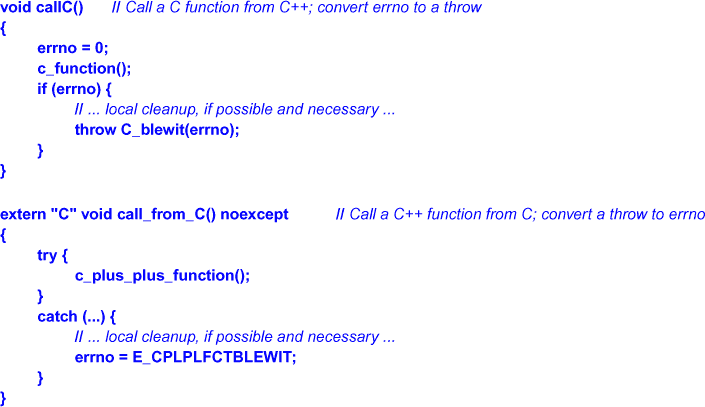 void callC() // Call a C function from C++; convert errno to a throw
{
errno = 0;
c_function();
if (errno) {
// ... local cleanup, if possible and necessary ...
throw C_blewit(errno);
}
}
extern "C" void call_from_C() noexcept // Call a C++ function from C; convert a throw to errno
{
try {
c_plus_plus_function();
}
catch (...) {
// ... local cleanup, if possible and necessary ...
errno = E_CPLPLFCTBLEWIT;
}
}